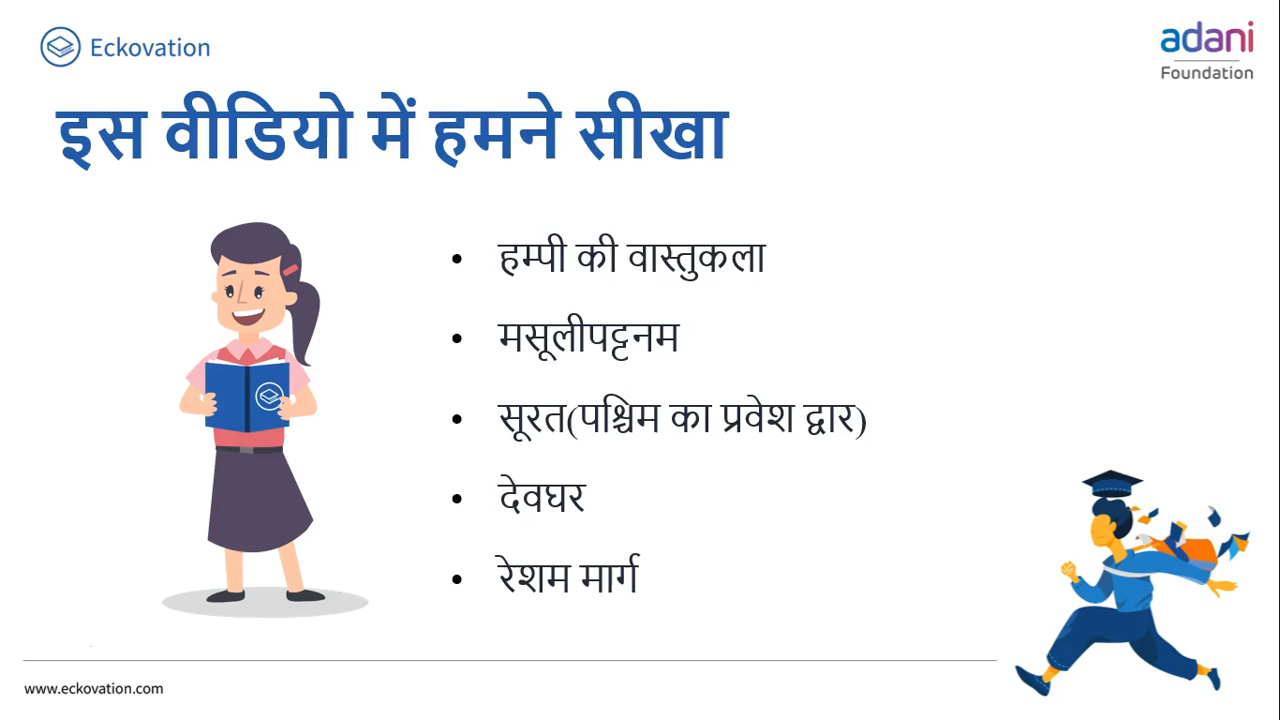 Eckovation
adani
Foundation
इस वीडियो में हमने सीखा
• हम्पी की वास्तुकला
• मसूलीपट्टनम
• सूरत(पश्चिम का प्रवेश द्वार)
• देवघर
• रेशम मार्ग
www.eckovation.com